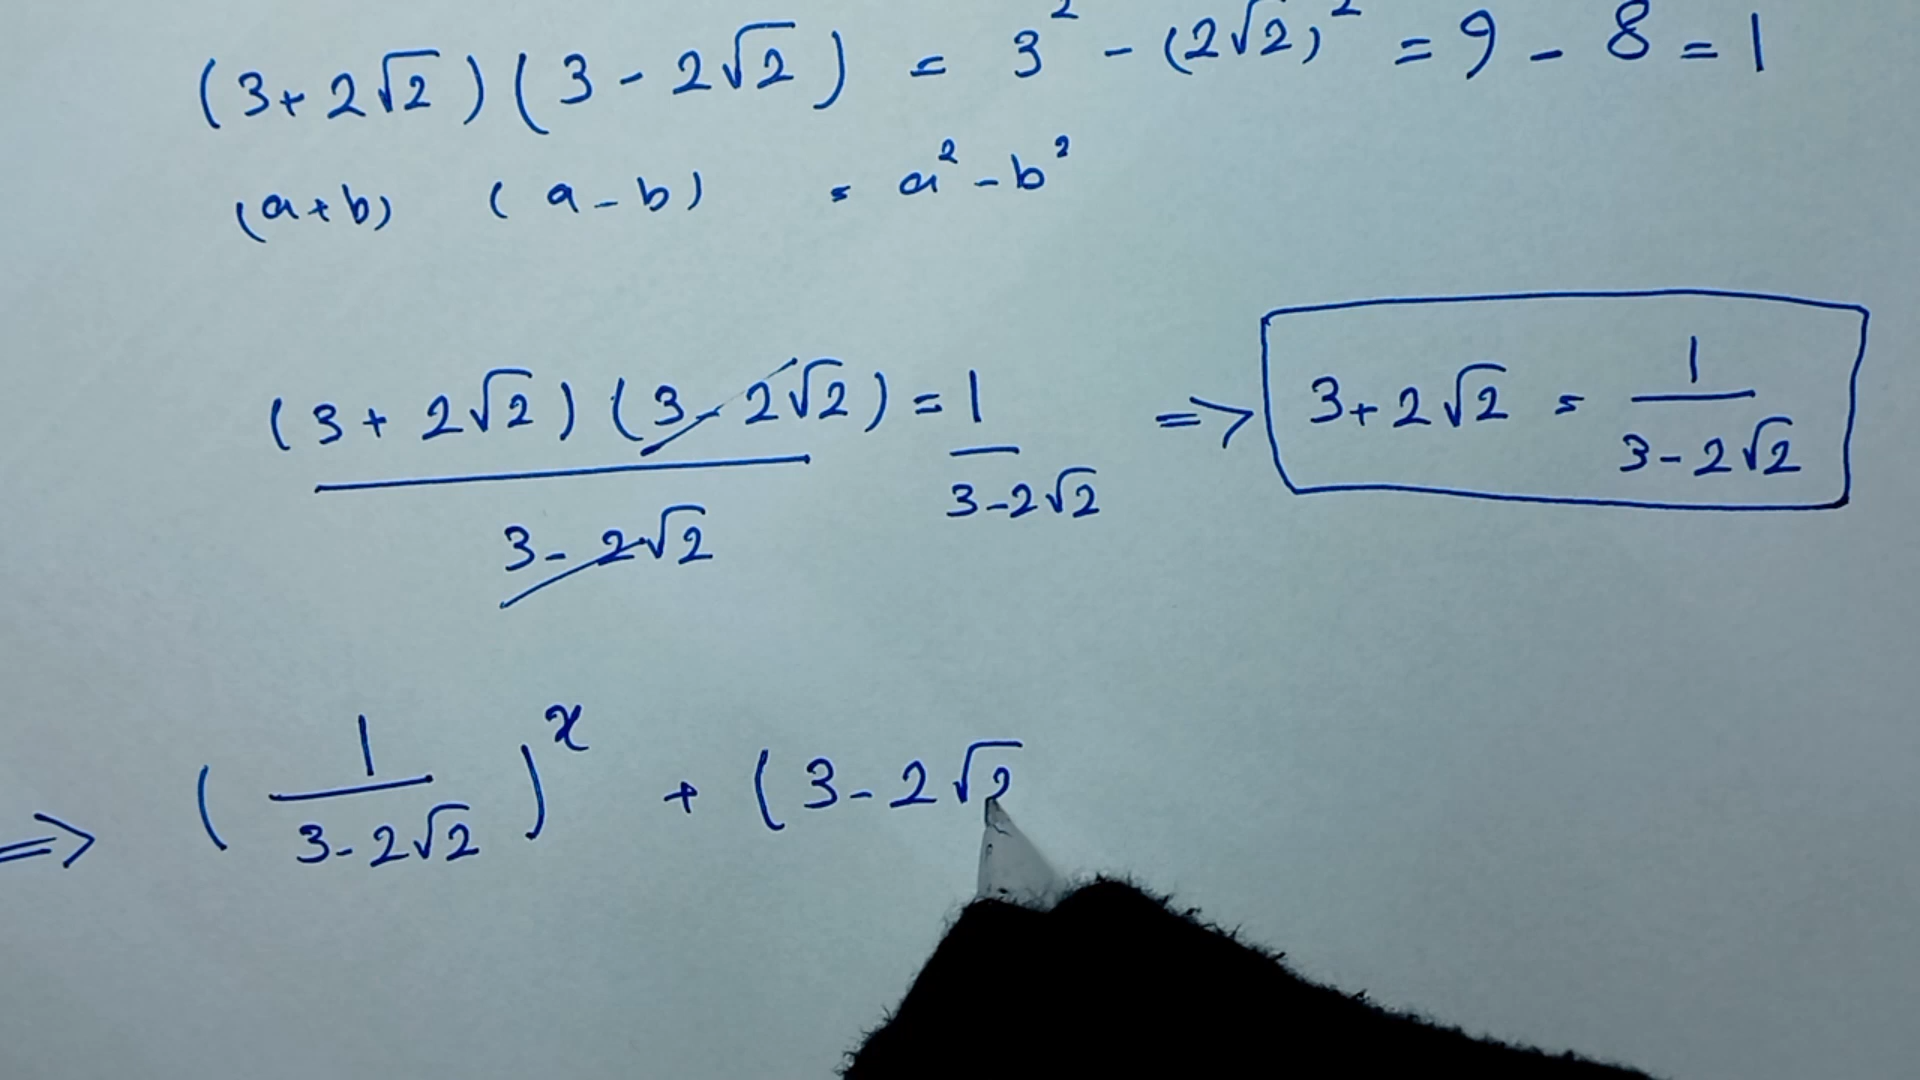 (3+2√2)(3-2√2) = 3² - (2√2)² = 9 - 8 = 1
(a+b) (a-b) = a² - b²
(3+2√2)(3-2√2) = 1 ⇒ 3+2√2 = 1
3-2√2 3-2√2 3-2√2
⇒ (1/(3-2√2))ˣ + (3-2√2